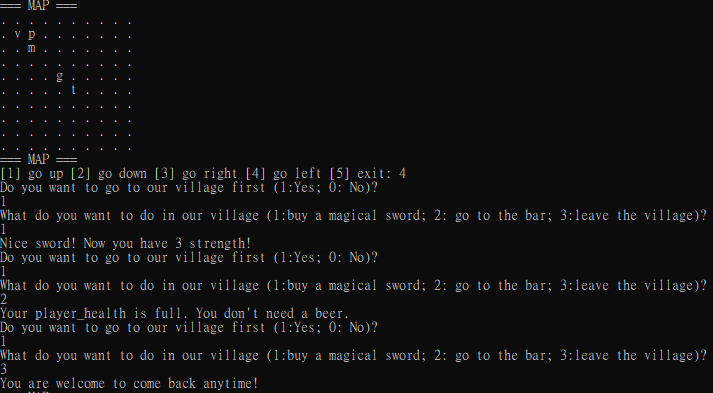 === MAP ===
. . . . . . . . . .
. v p . . . . . . .
. . m . . . . . . .
. . . . . . . . . .
. . . . g . . . . .
. . . . . t . . . .
. . . . . . . . . .
. . . . . . . . . .
. . . . . . . . . .
. . . . . . . . . .
=== MAP ===
[1] go up [2] go down [3] go right [4] go left [5] exit: 4
Do you want to go to our village first (1:Yes; 0: No)?
1
What do you want to do in our village (1:buy a magical sword; 2: go to the bar; 3:leave the village)?
1
Nice sword! Now you have 3 strength!
Do you want to go to our village first (1:Yes; 0: No)?
1
What do you want to do in our village (1:buy a magical sword; 2: go to the bar; 3:leave the village)?
2
Your player_health is full. You don't need a beer.
Do you want to go to our village first (1:Yes; 0: No)?
1
What do you want to do in our village (1:buy a magical sword; 2: go to the bar; 3:leave the village)?
3
You are welcome to come back anytime!